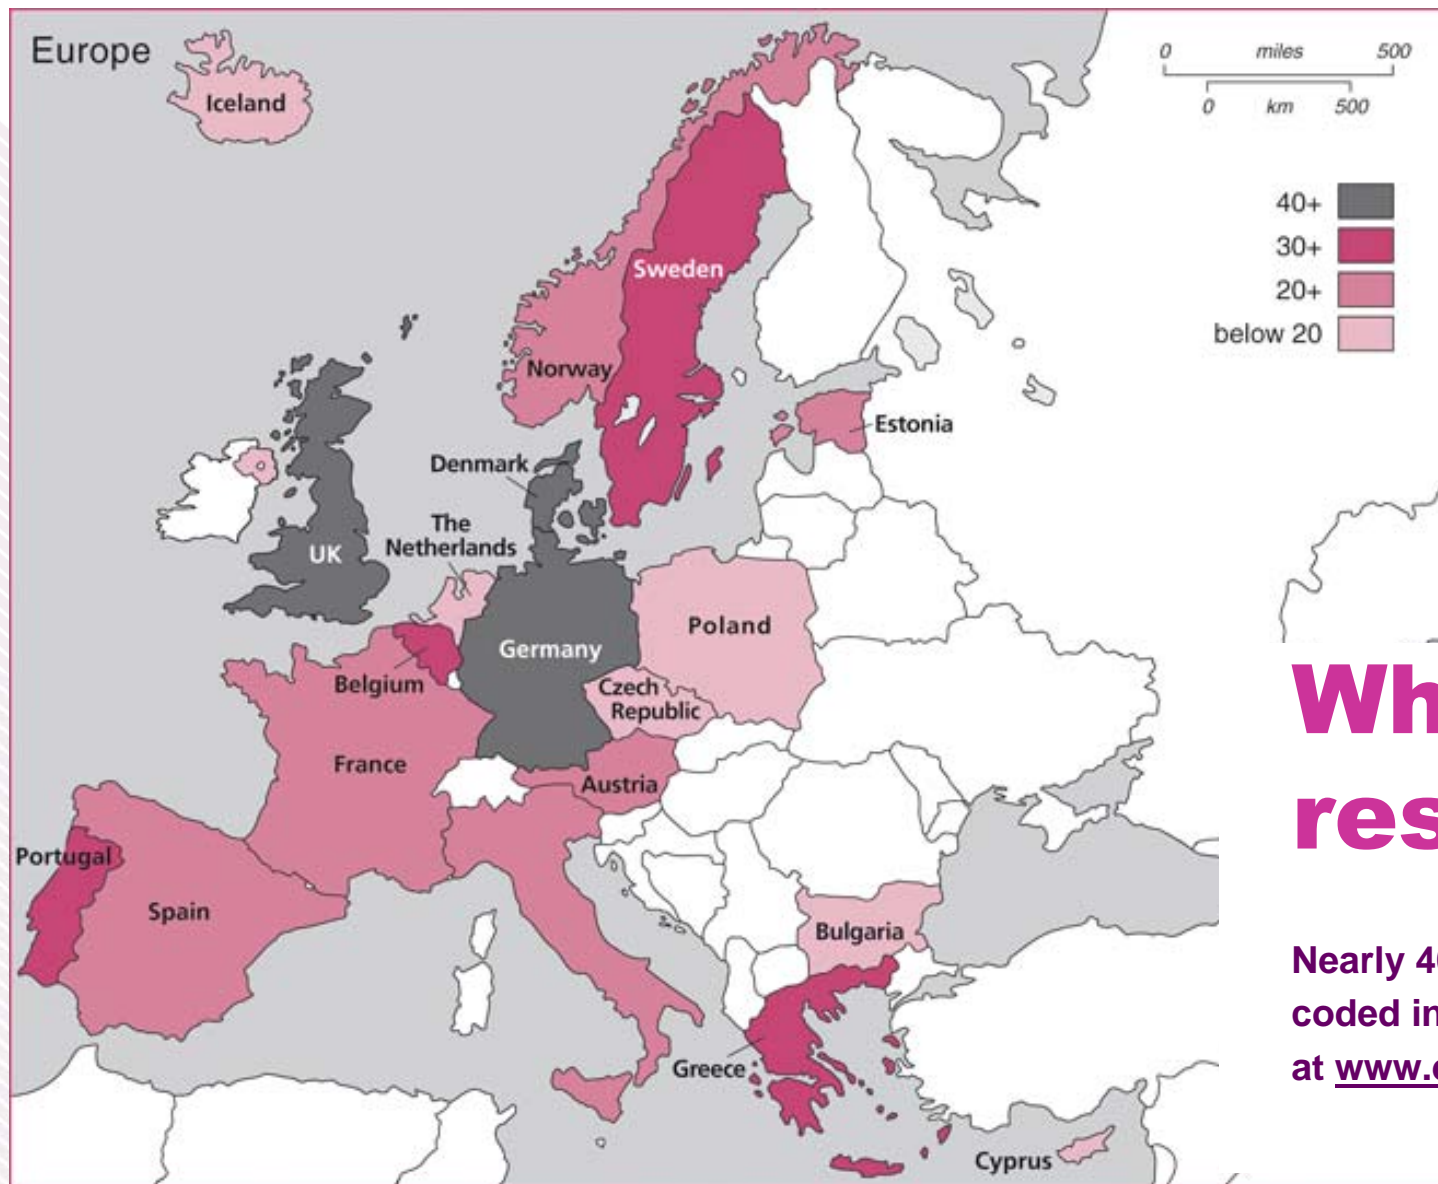 Europe
Iceland
0 miles 500
0 km 500
40+
30+
20+
below 20
Sweden
Norway
Estonia
Denmark
The
Netherlands
UK
Poland
Germany
Belgium
Czech
Republic
France
Austria
Portugal
Spain
Bulgaria
Greece
Cyprus
Wh
res
Nearly 4
coded in
at www.